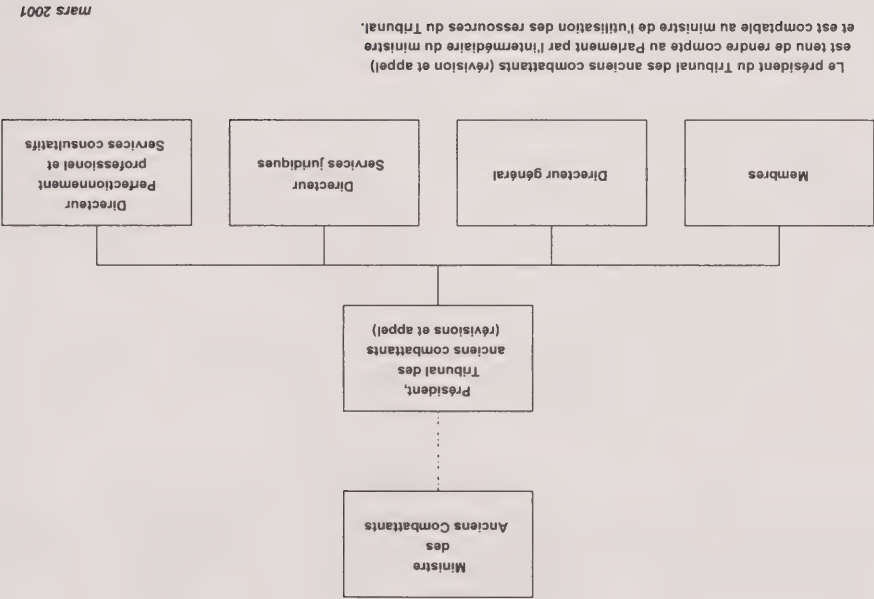 Ministre
des
Anciens Combattants
Président,
Tribunal des
anciens combattants
(révisions et appel)
Membres
Directeur général
Directeur
Services juridiques
Directeur
Perfectionnement
professionel et
Services consultatifs
Le président du Tribunal des anciens combattants (révision et appel)
est tenu de rendre compte au Parlement par l'intermédiaire du ministre
et est comptable au ministre de l'utilisation des ressources du Tribunal.
mars 2001